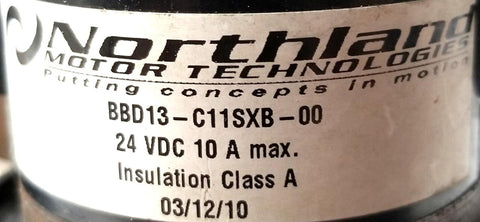 Northland
MOTOR TECHNOLOGIES
Putting concepts in motion
BBD13-C11SXB-00
24 VDC 10 A max.
Insulation Class A
03/12/10